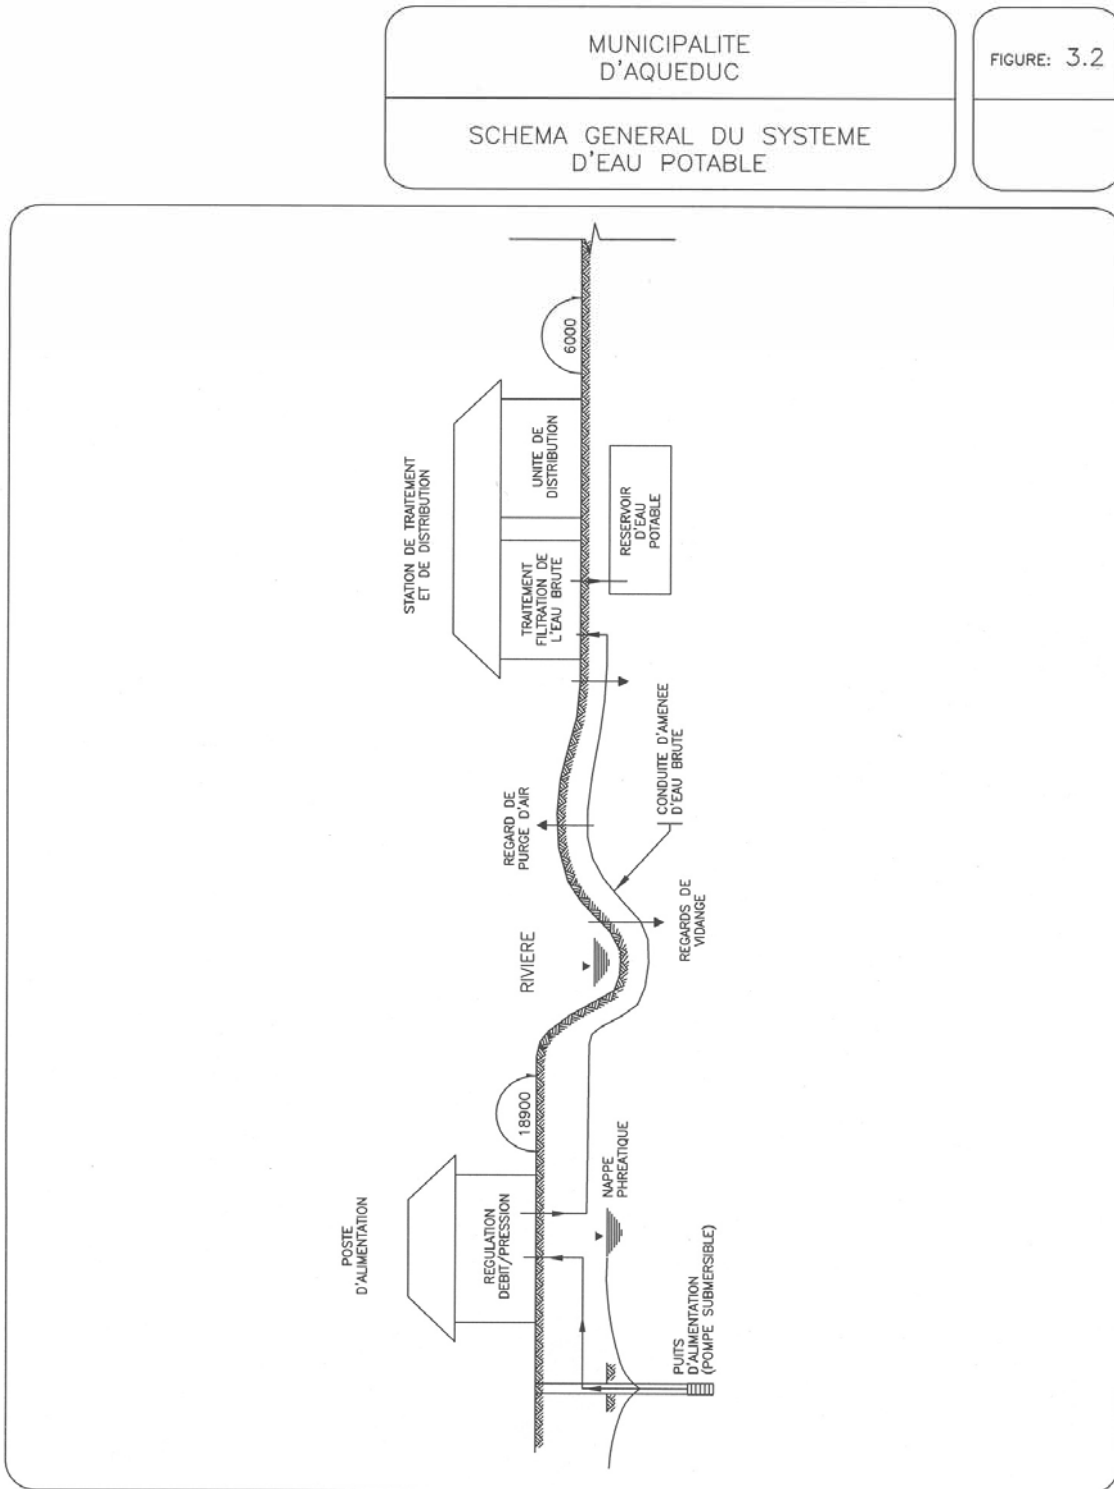 MUNICIPALITE
D'AQUEDUC
FIGURE: 3.2
SCHEMA GENERAL DU SYSTEME
D'EAU POTABLE
6000
STATION DE TRAITEMENT
ET DE DISTRIBUTION
UNITE DE
DISTRIBUTION
TRAITEMENT
FILTRATION DE
L'EAU BRUTE
RESERVOIR
D'EAU
POTABLE
CONDUITE D'AMENEE
D'EAU BRUTE
REGARD DE
PURGE D'AIR
REGARDS DE
VIDANGE
RIVIERE
18900
NAPPE
PHREATIQUE
POSTE
D'ALIMENTATION
REGULATION
DEBIT/PRESSION
PUITS
D'ALIMENTATION
(POMPE SUBMERSIBLE)